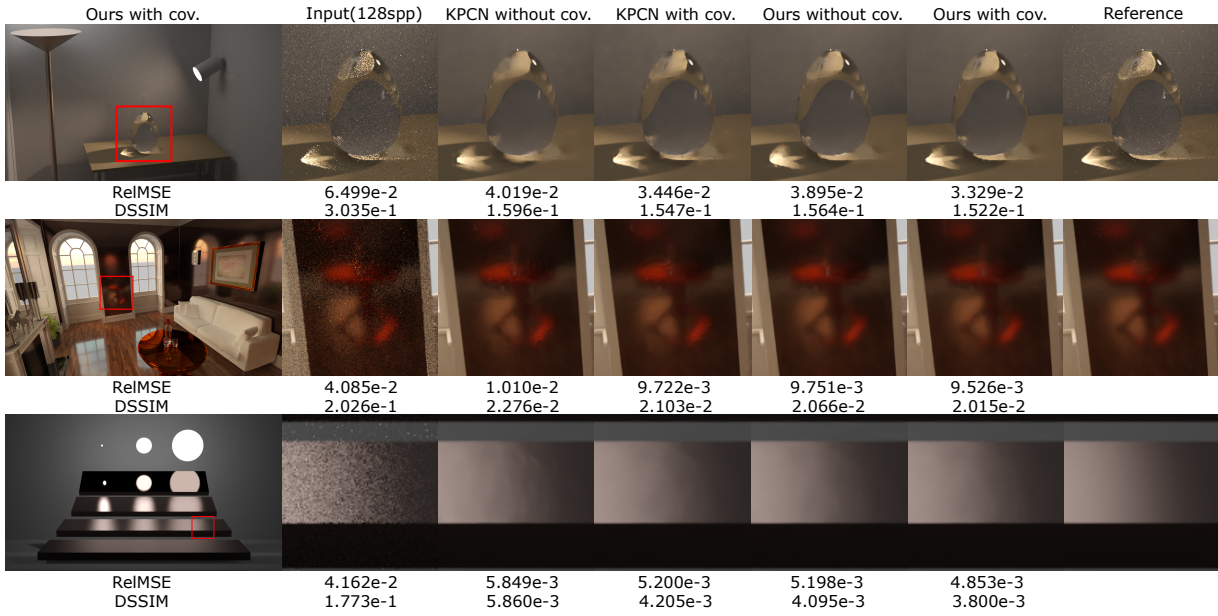 Ours with cov. Input(128spp) KPCN without cov. KPCN with cov. Ours without cov. Ours with cov. Reference
RelMSE 6.499e-2 4.019e-2 3.446e-2 3.895e-2 3.329e-2
DSSIM 3.035e-1 1.596e-1 1.547e-1 1.564e-1 1.522e-1
RelMSE 4.085e-2 1.010e-2 9.722e-3 9.751e-3 9.526e-3
DSSIM 2.026e-1 2.276e-2 2.103e-2 2.066e-2 2.015e-2
RelMSE 4.162e-2 5.849e-3 5.200e-3 5.198e-3 4.853e-3
DSSIM 1.773e-1 5.860e-3 4.205e-3 4.095e-3 3.800e-3